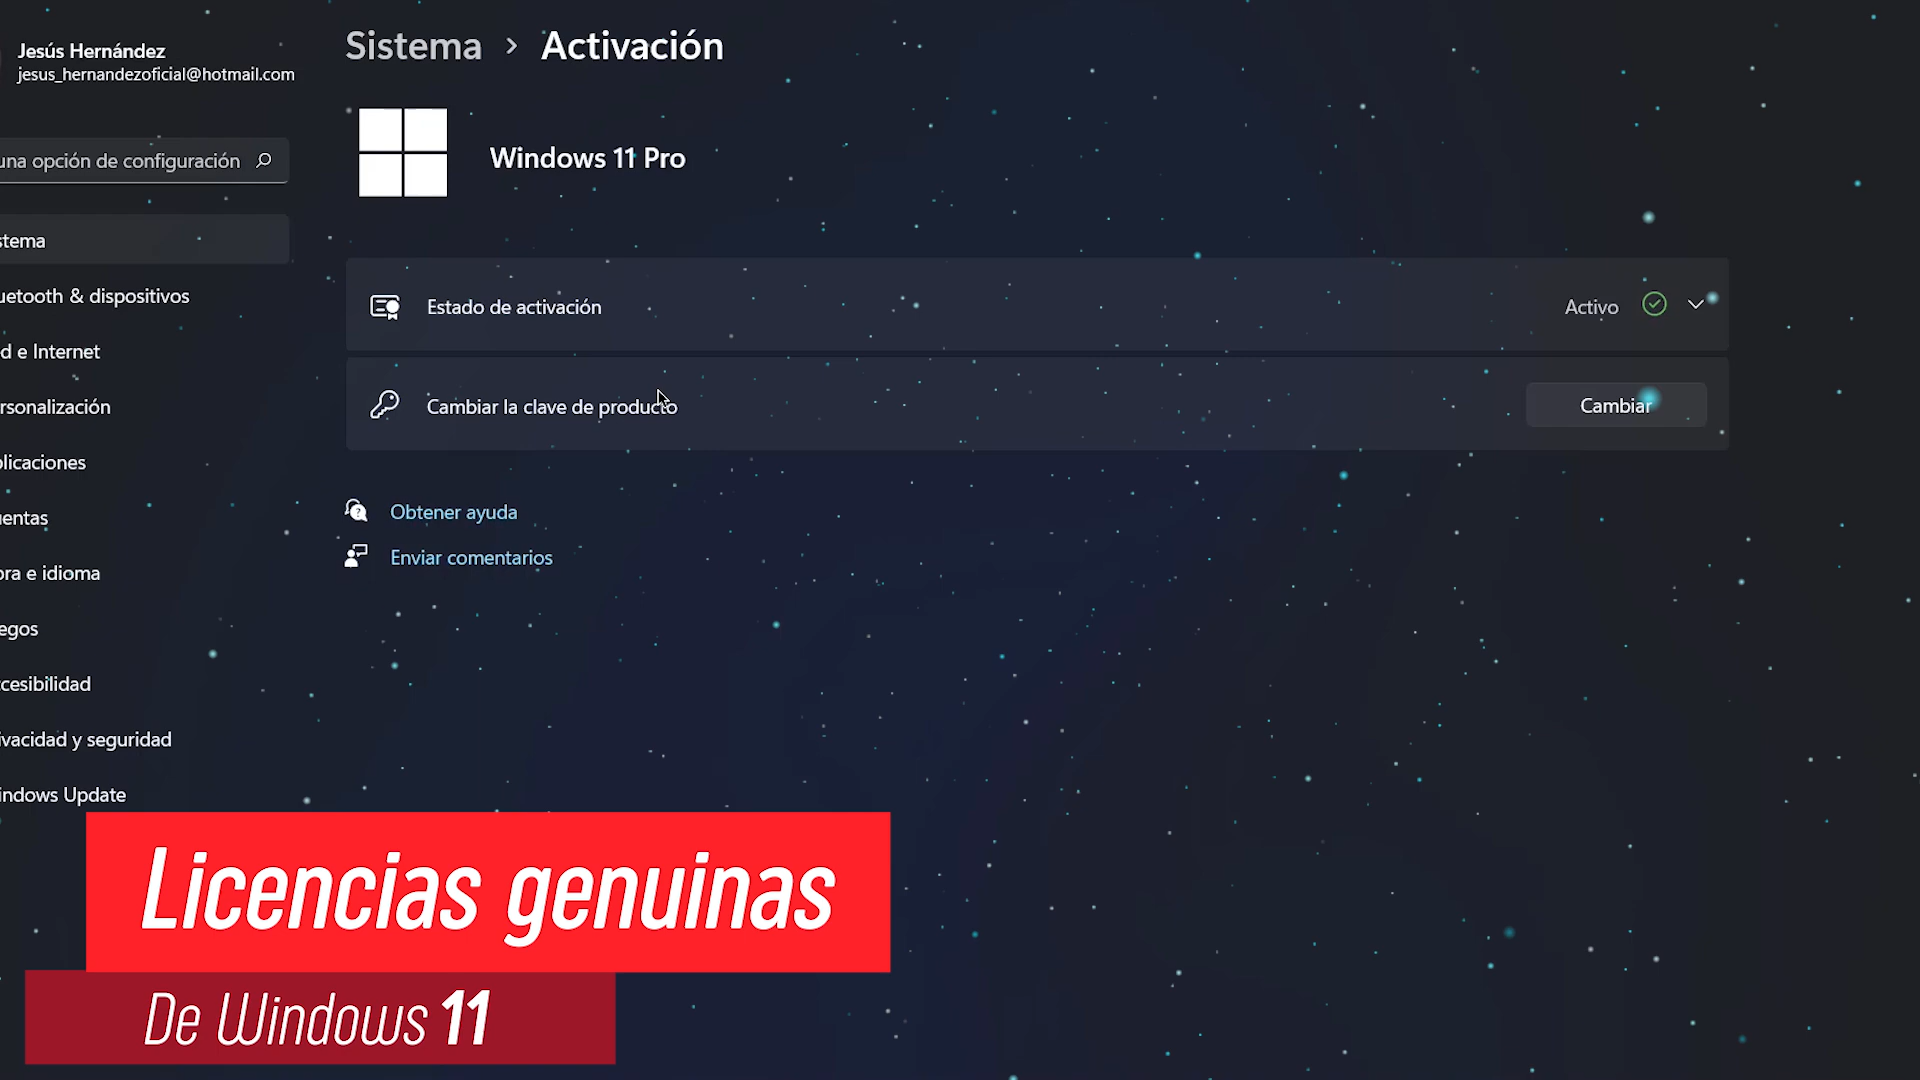 Jesús Hernández
jesus_hernandezoficial@hotmail.com
una opción de configuración
stema
uetooth & dispositivos
d e Internet
rsonalización
plicaciones
uentas
ora e idioma
egos
ccesibilidad
ivacidad y seguridad
indows Update
Sistema > Activación
Windows 11 Pro
Estado de activación
Activo
Cambiar la clave de producto
Cambiar
Obtener ayuda
Enviar comentarios
Licencias genuinas
De Windows 11